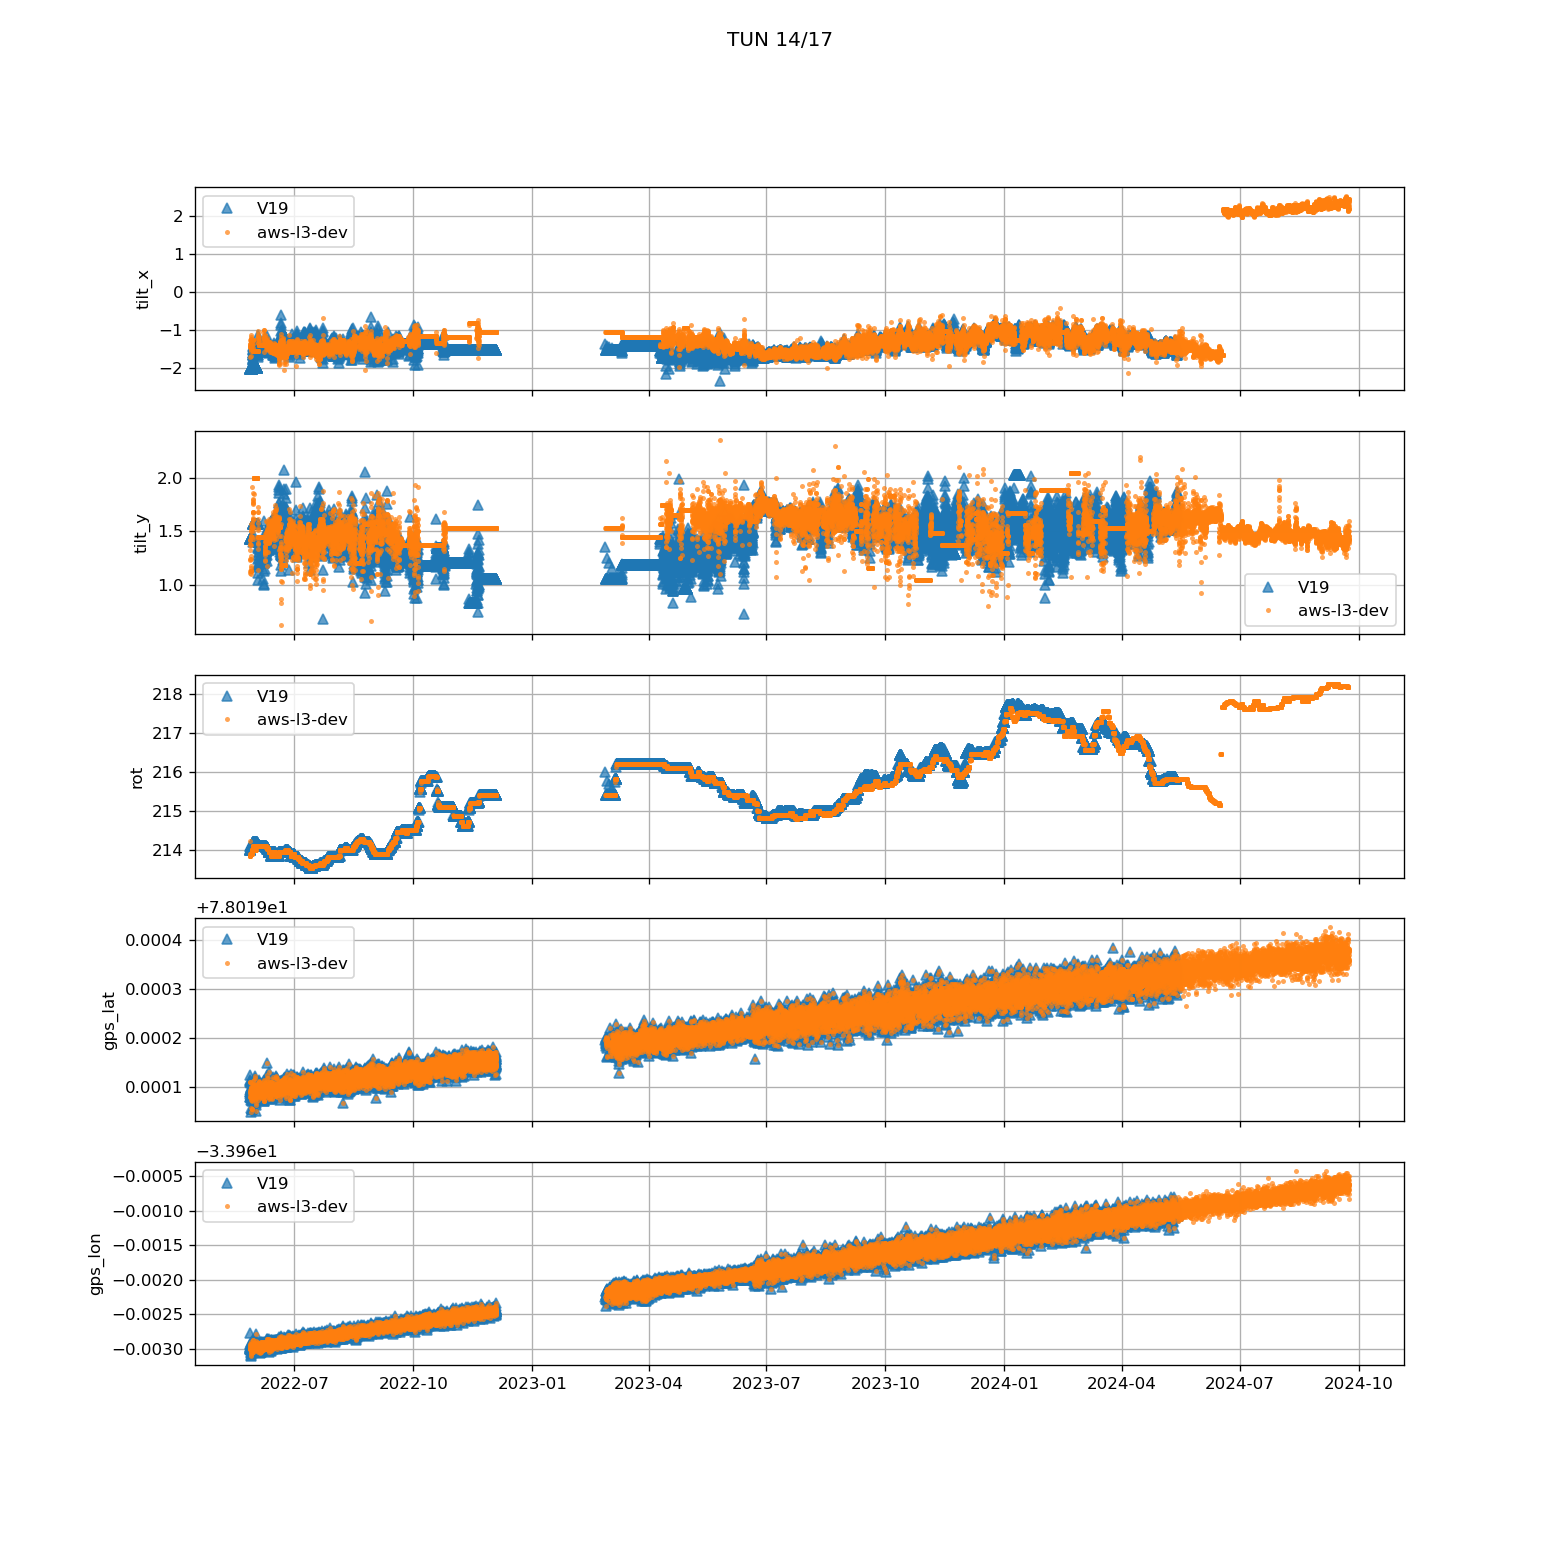 TUN 14/17
V19
aws-l3-dev
tilt_x
2
1
0
−1
−2
V19
aws-l3-dev
tilt_y
2.0
1.5
1.0
V19
aws-l3-dev
rot
218
217
216
215
214
+7.8019e1
V19
aws-l3-dev
gps_lat
0.0004
0.0003
0.0002
0.0001
−3.396e1
V19
aws-l3-dev
gps_lon
−0.0005
−0.0010
−0.0015
−0.0020
−0.0025
−0.0030
2022-07 2022-10 2023-01 2023-04 2023-07 2023-10 2024-01 2024-04 2024-07 2024-10